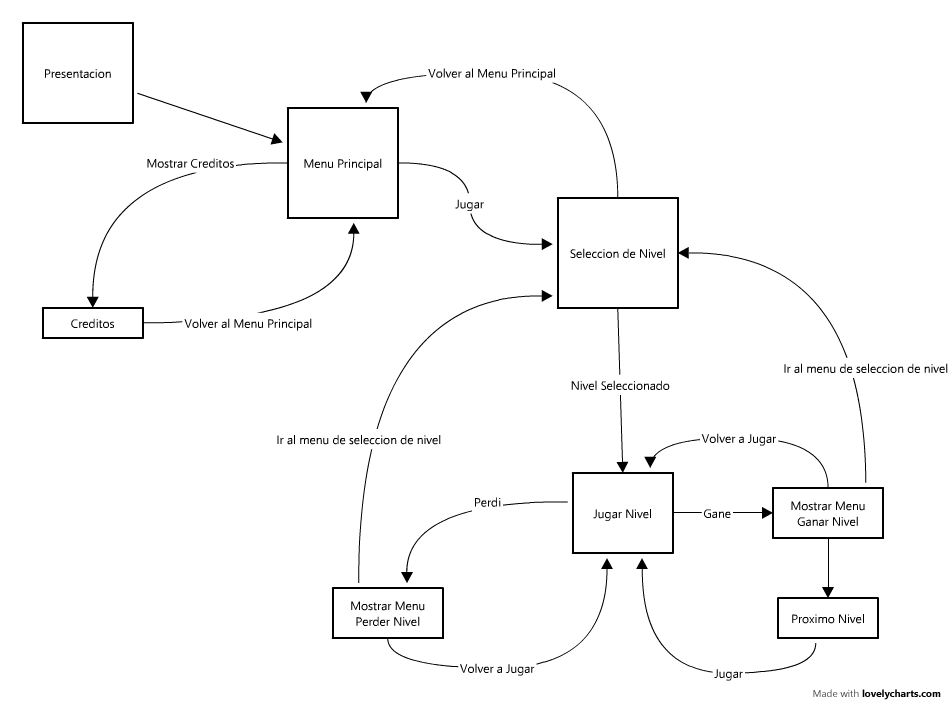 Presentacion
Volver al Menu Principal
Mostrar Creditos
Menu Principal
Jugar
Seleccion de Nivel
Creditos
Volver al Menu Principal
Ir al menu de seleccion de nivel
Nivel Seleccionado
Ir al menu de seleccion de nivel
Volver a Jugar
Perdi
Jugar Nivel
Gane
Mostrar Menu
Ganar Nivel
Mostrar Menu
Perder Nivel
Proximo Nivel
Volver a Jugar
Jugar
Made with lovelycharts.com